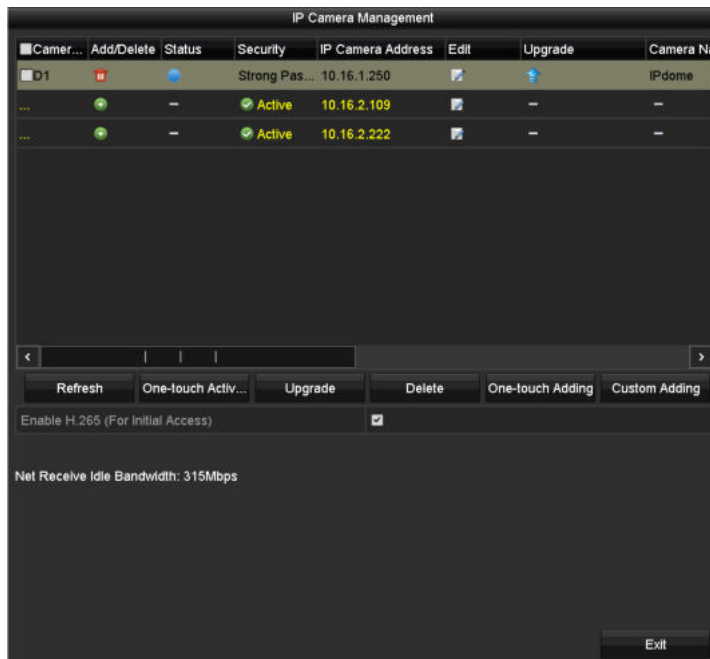 IP Camera Management
Camer... Add/Delete Status Security IP Camera Address Edit Upgrade Camera Na
D1 Strong Pas... 10.16.1.250 IPdome
... – Active 10.16.2.109 – –
... – Active 10.16.2.222 – –
Refresh One-touch Activ... Upgrade Delete One-touch Adding Custom Adding
Enable H.265 (For Initial Access)
Net Receive Idle Bandwidth: 315Mbps
Exit